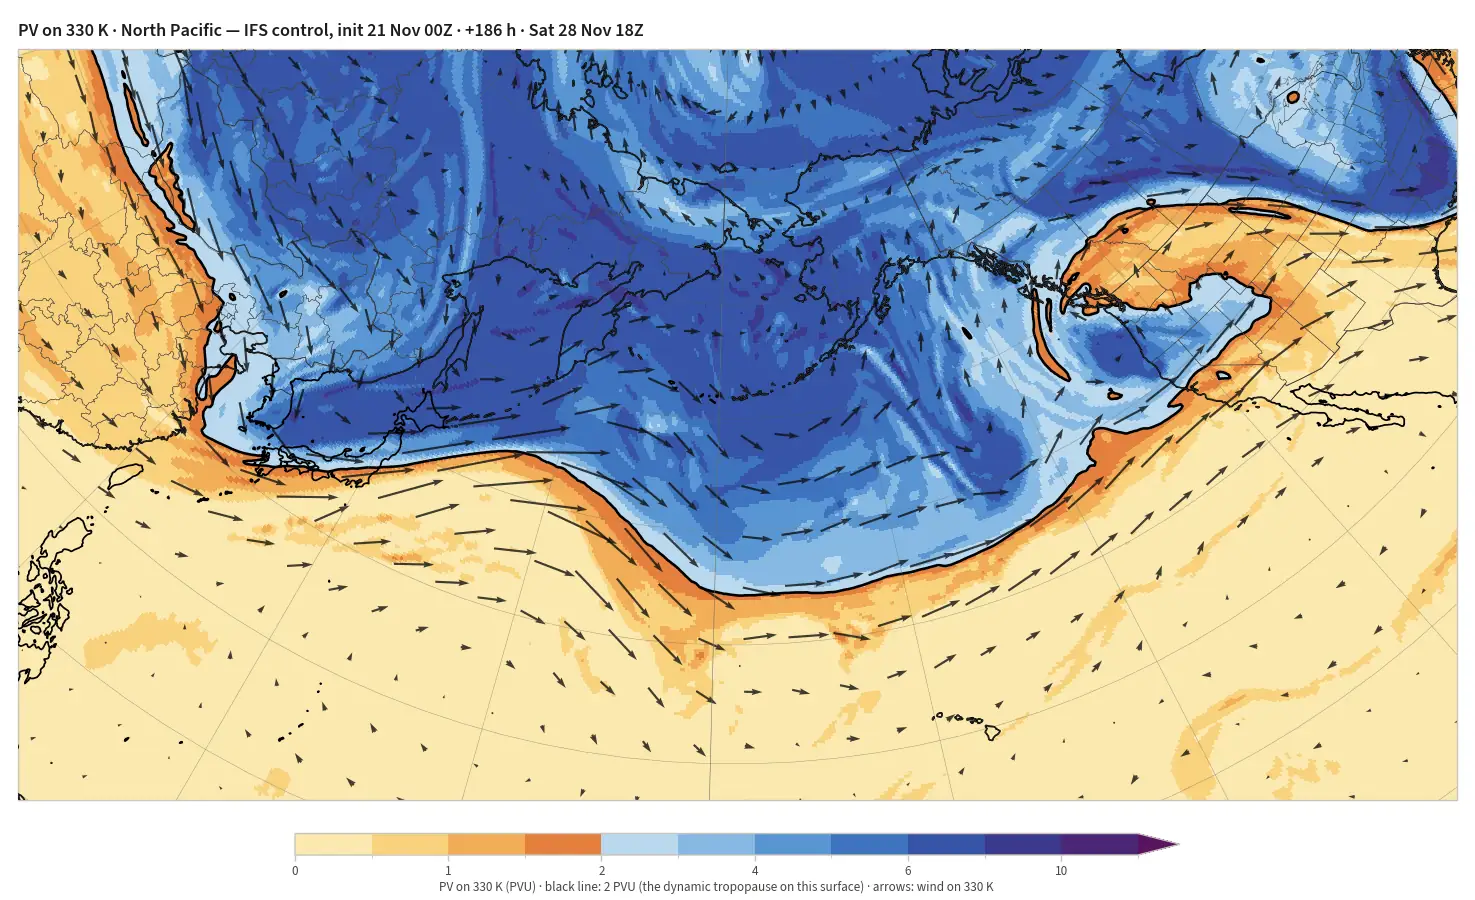 PV on 330 K · North Pacific — IFS control, init 21 Nov 00Z · +186 h · Sat 28 Nov 18Z
0 1 2 4 6 10
PV on 330 K (PVU) · black line: 2 PVU (the dynamic tropopause on this surface) · arrows: wind on 330 K